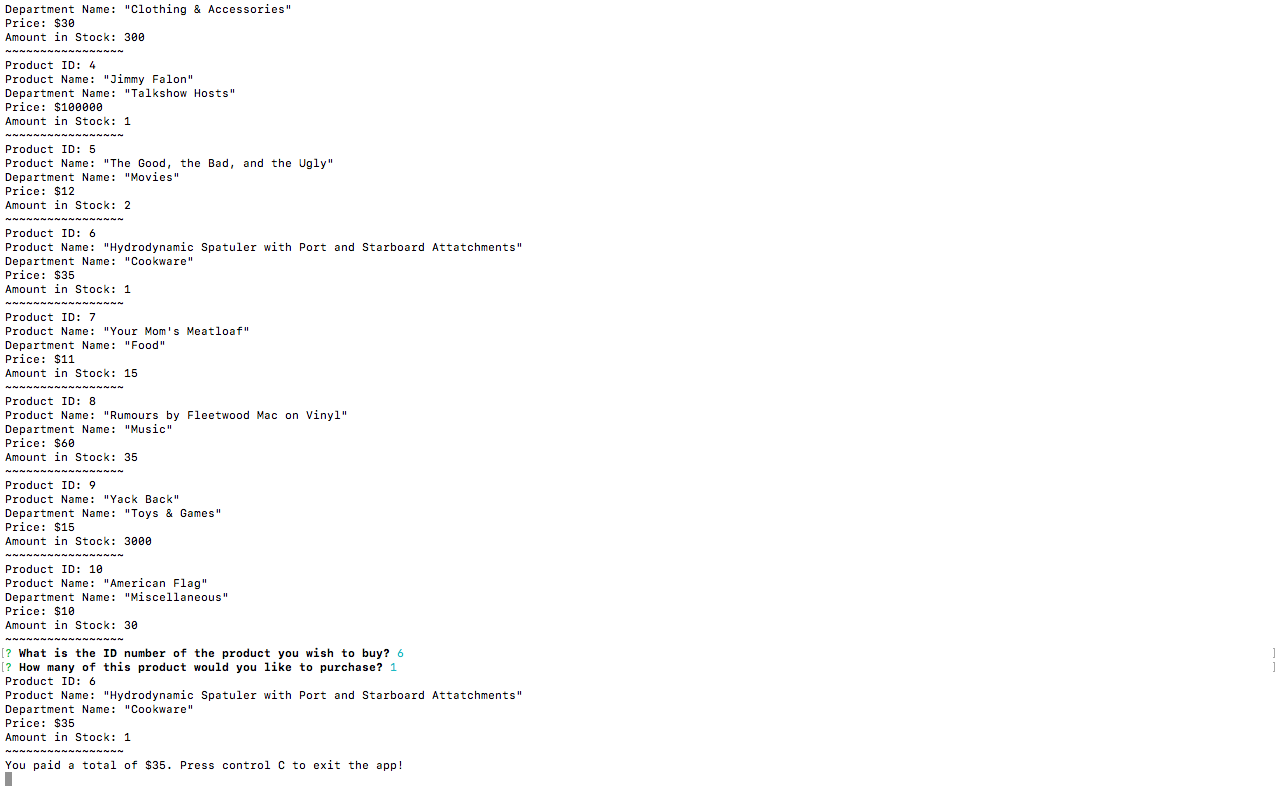 Department Name: "Clothing & Accessories"
Price: $30
Amount in Stock: 300
~~~~~~~~~~~~~~~~~
Product ID: 4
Product Name: "Jimmy Falon"
Department Name: "Talkshow Hosts"
Price: $100000
Amount in Stock: 1
~~~~~~~~~~~~~~~~~
Product ID: 5
Product Name: "The Good, the Bad, and the Ugly"
Department Name: "Movies"
Price: $12
Amount in Stock: 2
~~~~~~~~~~~~~~~~~
Product ID: 6
Product Name: "Hydrodynamic Spatuler with Port and Starboard Attatchments"
Department Name: "Cookware"
Price: $35
Amount in Stock: 1
~~~~~~~~~~~~~~~~~
Product ID: 7
Product Name: "Your Mom's Meatloaf"
Department Name: "Food"
Price: $11
Amount in Stock: 15
~~~~~~~~~~~~~~~~~
Product ID: 8
Product Name: "Rumours by Fleetwood Mac on Vinyl"
Department Name: "Music"
Price: $60
Amount in Stock: 35
~~~~~~~~~~~~~~~~~
Product ID: 9
Product Name: "Yack Back"
Department Name: "Toys & Games"
Price: $15
Amount in Stock: 3000
~~~~~~~~~~~~~~~~~
Product ID: 10
Product Name: "American Flag"
Department Name: "Miscellaneous"
Price: $10
Amount in Stock: 30
~~~~~~~~~~~~~~~~~
[? What is the ID number of the product you wish to buy? 6 ]
[? How many of this product would you like to purchase? 1 ]
Product ID: 6
Product Name: "Hydrodynamic Spatuler with Port and Starboard Attatchments"
Department Name: "Cookware"
Price: $35
Amount in Stock: 1
~~~~~~~~~~~~~~~~~
You paid a total of $35. Press control C to exit the app!